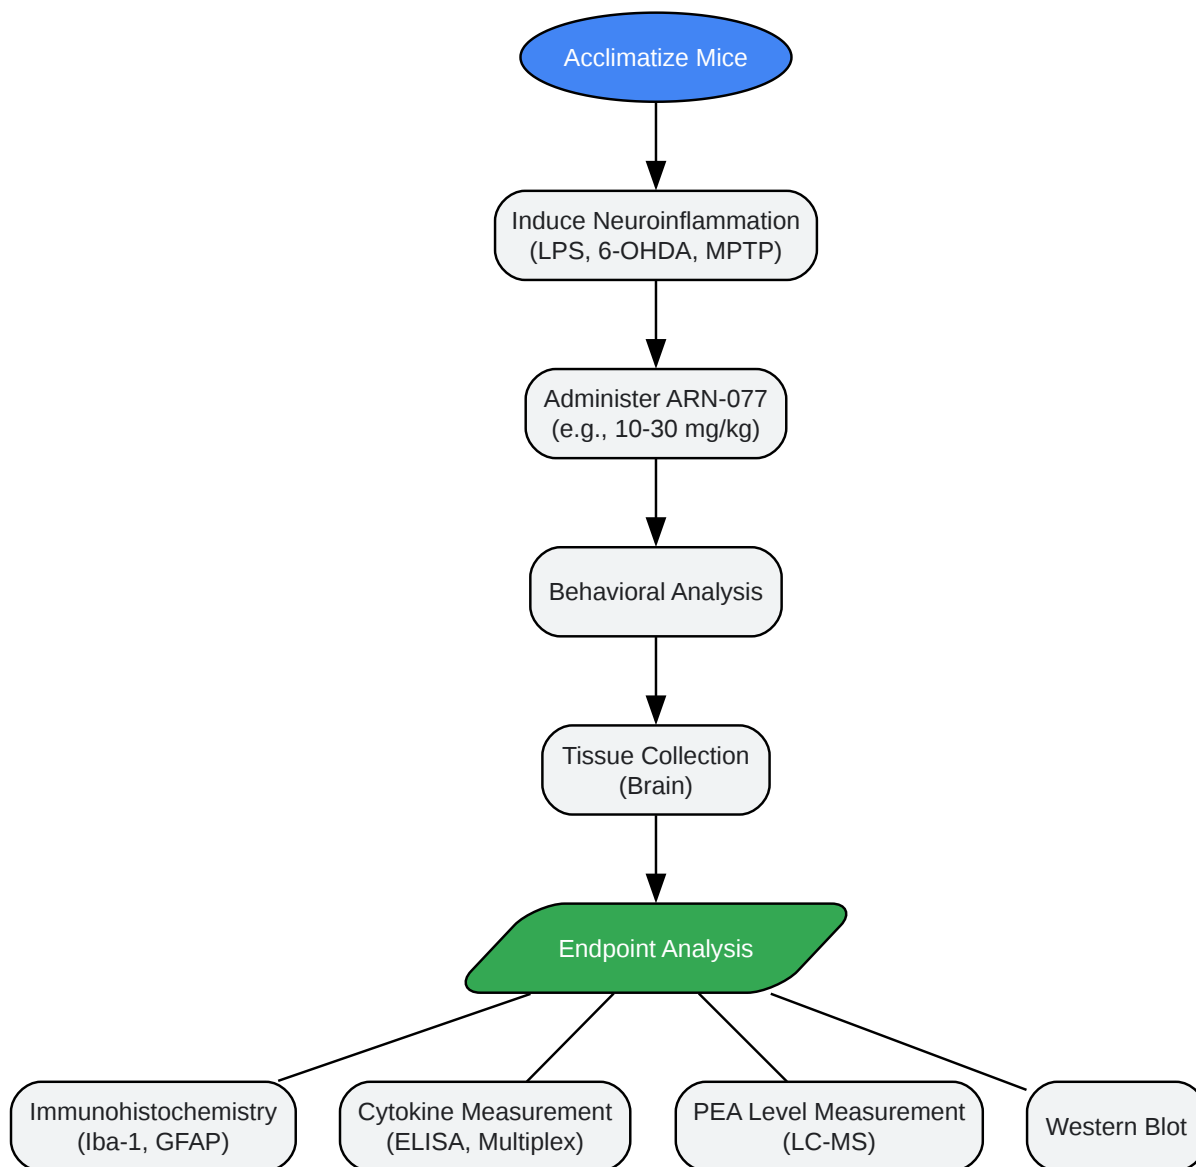 Acclimatize Mice
Induce Neuroinflammation
(LPS, 6-OHDA, MPTP)
Administer ARN-077
(e.g., 10-30 mg/kg)
Behavioral Analysis
Tissue Collection
(Brain)
Endpoint Analysis
Immunohistochemistry
(Iba-1, GFAP)
Cytokine Measurement
(ELISA, Multiplex)
PEA Level Measurement
(LC-MS)
Western Blot